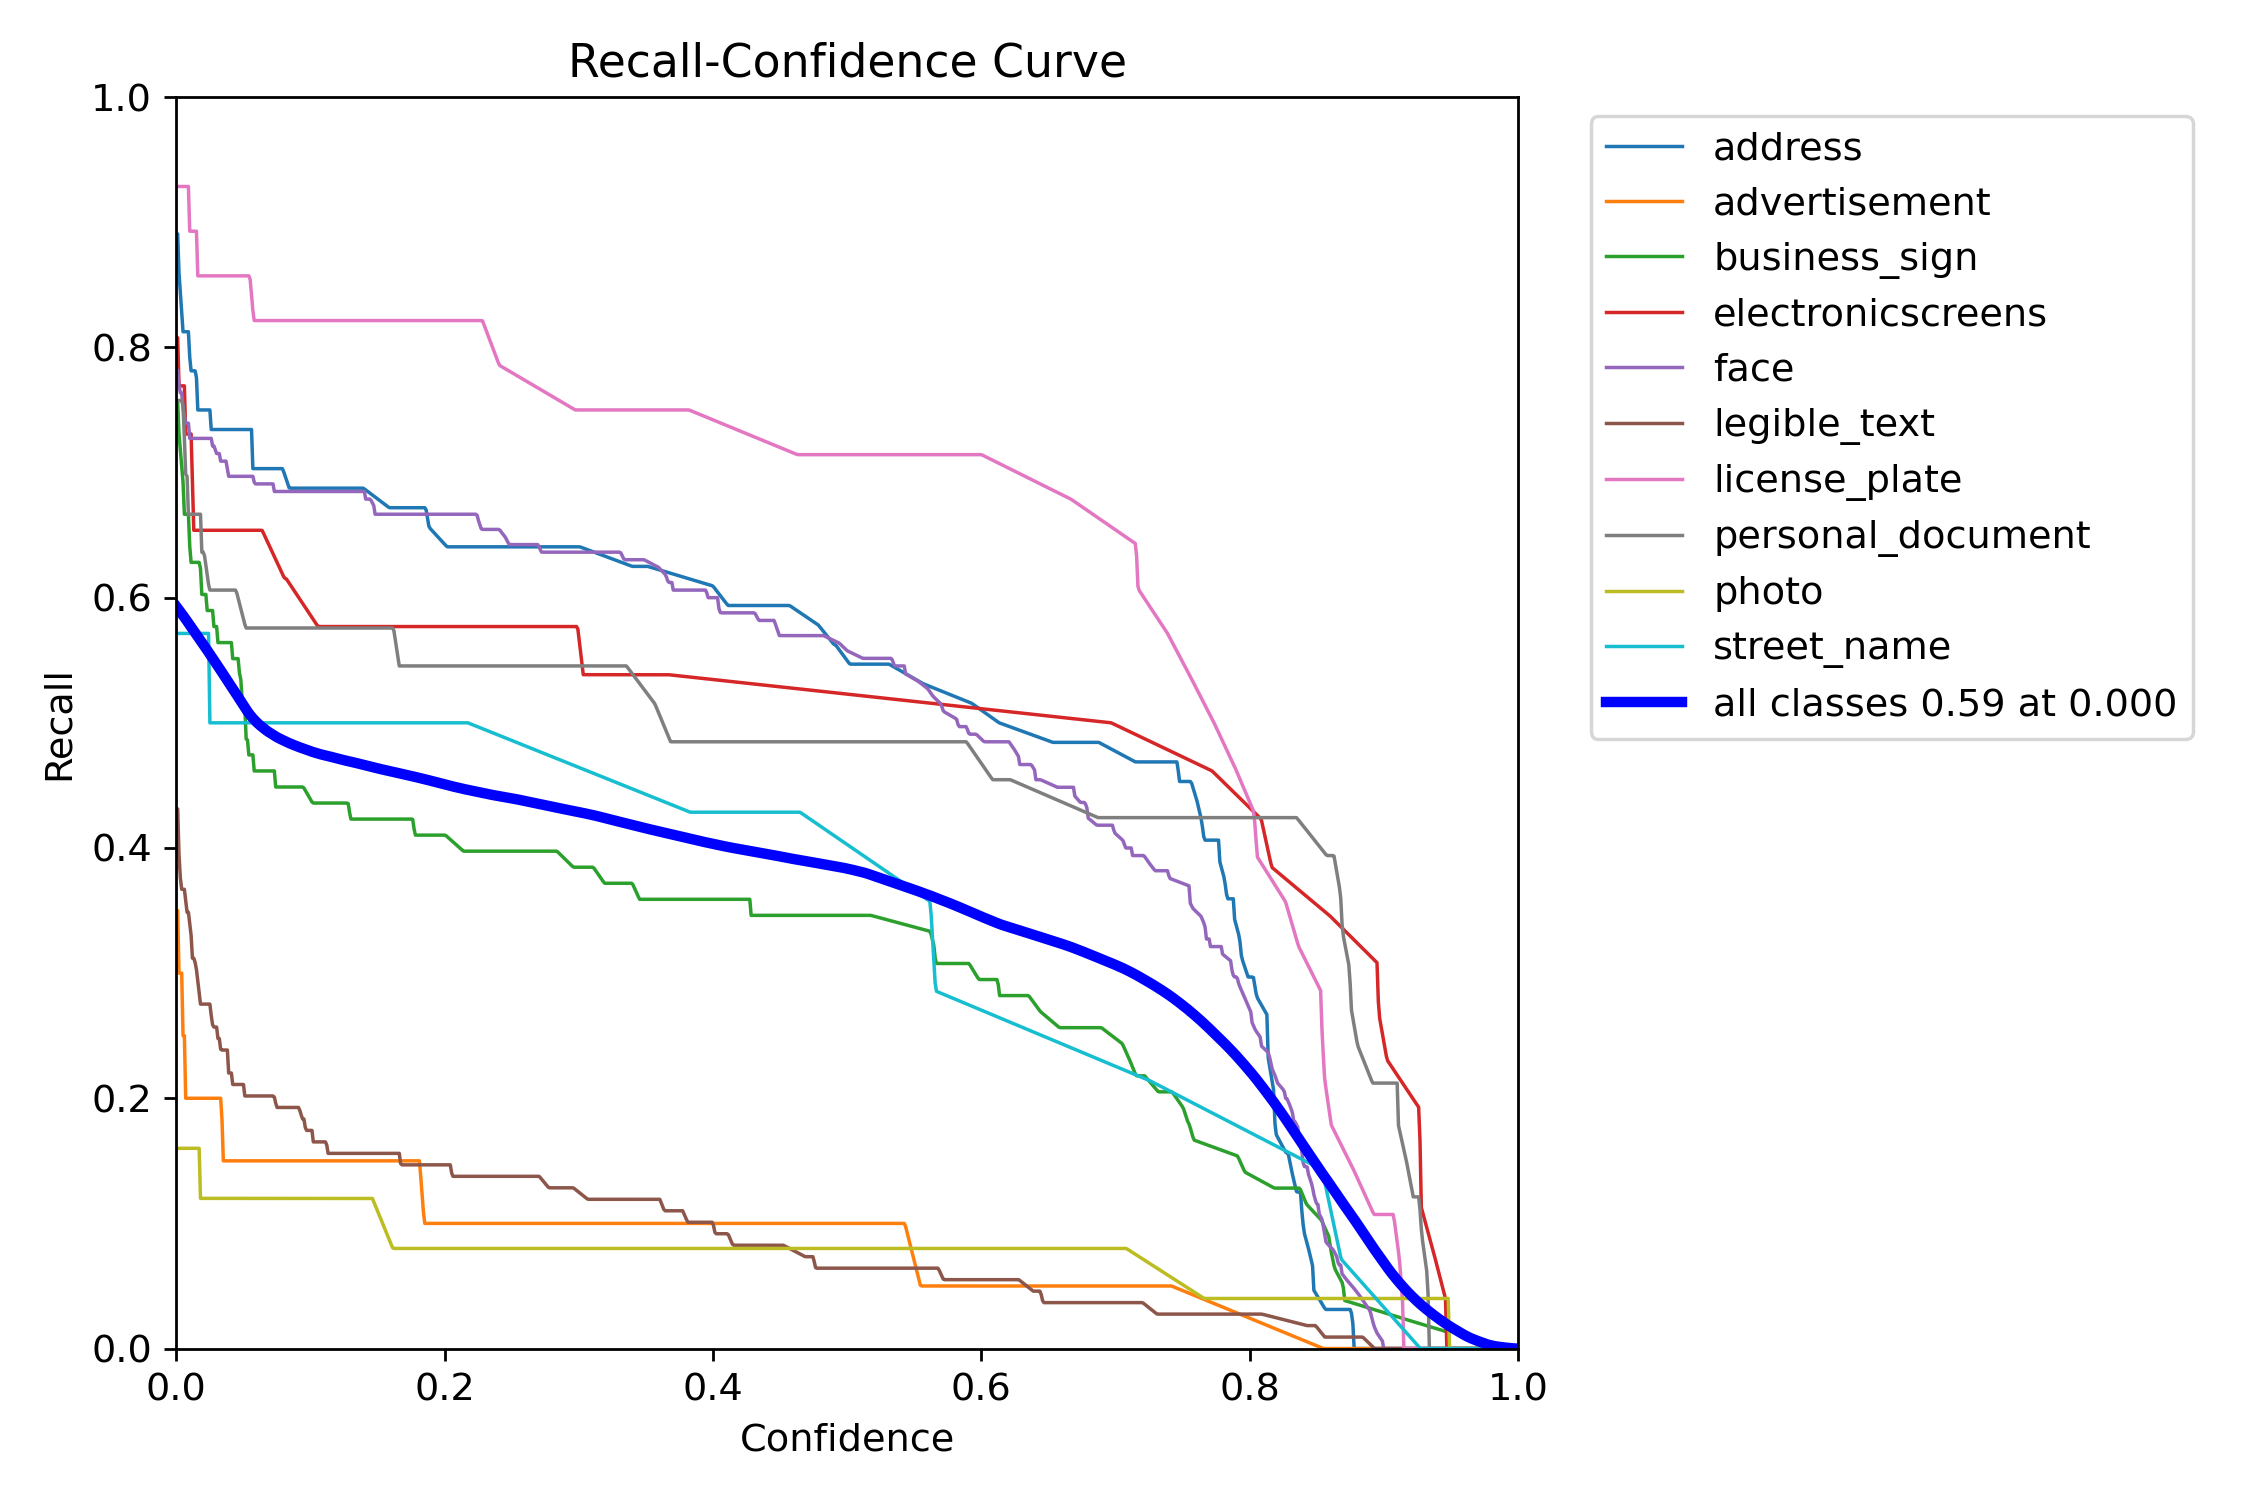 Recall-Confidence Curve
1.0
0.8
0.6
0.4
0.2
0.0
Recall
0.0 0.2 0.4 0.6 0.8 1.0
Confidence
address
advertisement
business_sign
electronicscreens
face
legible_text
license_plate
personal_document
photo
street_name
all classes 0.59 at 0.000